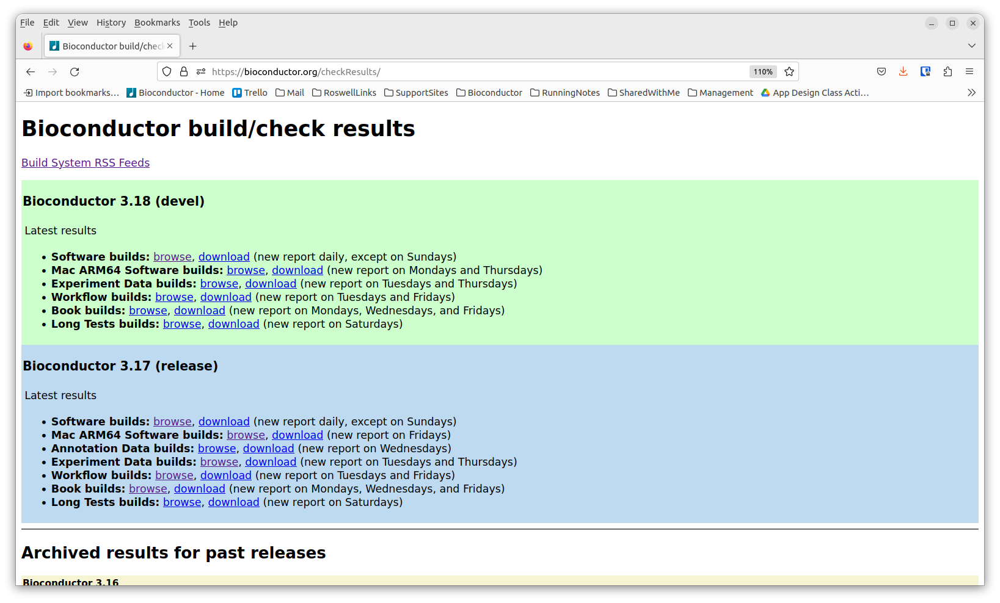 File Edit View History Bookmarks Tools Help
Bioconductor build/chec
https://bioconductor.org/checkResults/ 110%
Import bookmarks… Bioconductor - Home Trello Mail RoswellLinks SupportSites Bioconductor RunningNotes SharedWithMe Management App Design Class Acti…
Bioconductor build/check results
Build System RSS Feeds
Bioconductor 3.18 (devel)
Latest results
• Software builds: browse, download (new report daily, except on Sundays)
• Mac ARM64 Software builds: browse, download (new report on Mondays and Thursdays)
• Experiment Data builds: browse, download (new report on Tuesdays and Thursdays)
• Workflow builds: browse, download (new report on Tuesdays and Fridays)
• Book builds: browse, download (new report on Mondays, Wednesdays, and Fridays)
• Long Tests builds: browse, download (new report on Saturdays)
Bioconductor 3.17 (release)
Latest results
• Software builds: browse, download (new report daily, except on Sundays)
• Mac ARM64 Software builds: browse, download (new report on Fridays)
• Annotation Data builds: browse, download (new report on Wednesdays)
• Experiment Data builds: browse, download (new report on Tuesdays and Thursdays)
• Workflow builds: browse, download (new report on Tuesdays and Fridays)
• Book builds: browse, download (new report on Mondays, Wednesdays, and Fridays)
• Long Tests builds: browse, download (new report on Saturdays)
Archived results for past releases
Bioconductor 3.16